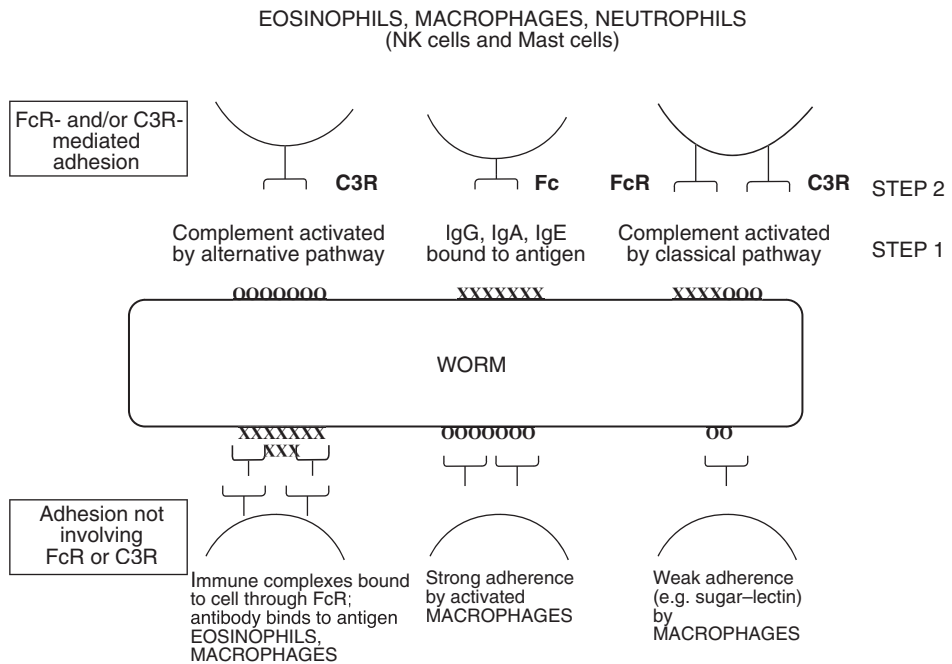 EOSINOPHILS, MACROPHAGES, NEUTROPHILS
(NK cells and Mast cells)
FcR- and/or C3R-
mediated
adhesion
C3R
Fc
FcR
C3R
STEP 2
Complement activated
by alternative pathway
IgG, IgA, IgE
bound to antigen
Complement activated
by classical pathway
STEP 1
OOOOOOO
XXXXXXX
XXXXOOO
WORM
XXXXXXX
XXX
OOOOOOO
OO
Adhesion not
involving
FcR or C3R
Immune complexes bound
to cell through FcR;
antibody binds to antigen
EOSINOPHILS,
MACROPHAGES
Strong adherence
by activated
MACROPHAGES
Weak adherence
(e.g. sugar–lectin)
by
MACROPHAGES